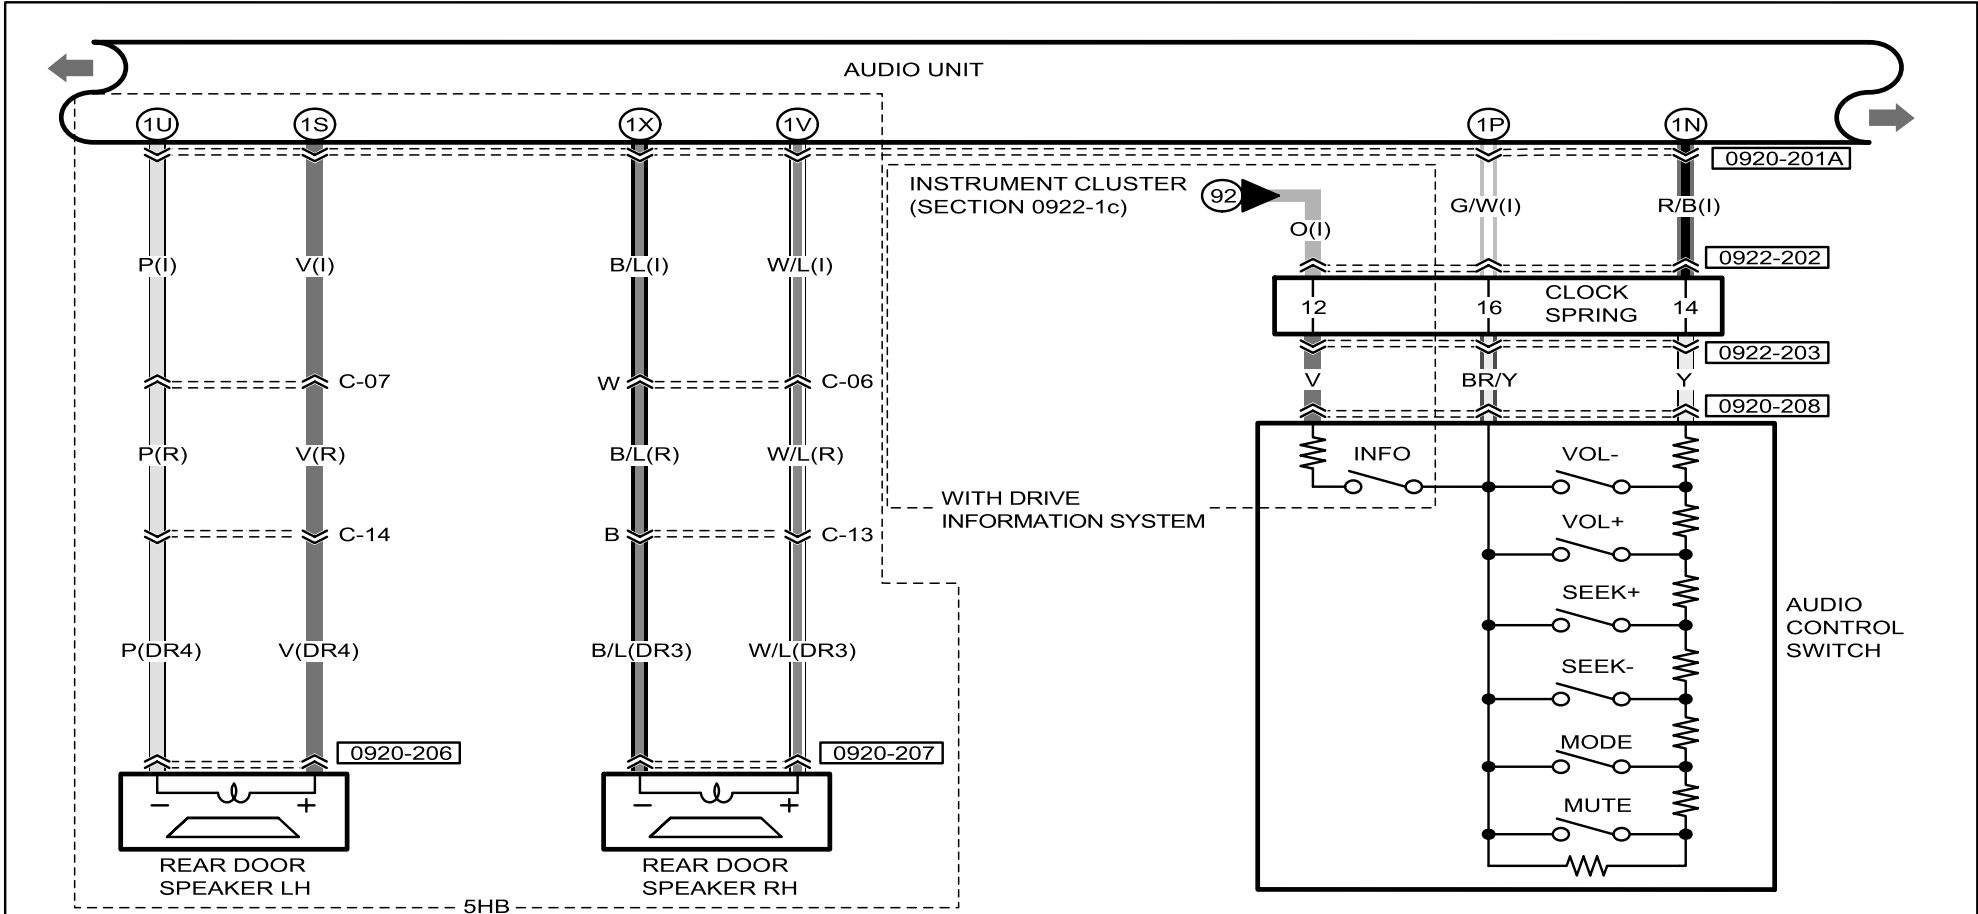 AUDIO UNIT
1U 1S 1X 1V 1P 1N
0920-201A
INSTRUMENT CLUSTER
(SECTION 0922-1c)
92
O(I)
G/W(I) R/B(I)
0922-202
P(I) V(I) B/L(I) W/L(I)
12 16 CLOCK
SPRING 14
0922-203
C-07 W C-06
V BR/Y Y
0920-208
P(R) V(R) B/L(R) W/L(R)
INFO VOL-
WITH DRIVE
INFORMATION SYSTEM
VOL+
C-14 B C-13
SEEK+
AUDIO
CONTROL
SWITCH
P(DR4) V(DR4) B/L(DR3) W/L(DR3)
SEEK-
MODE
0920-206 0920-207
MUTE
− + − +
REAR DOOR
SPEAKER LH
REAR DOOR
SPEAKER RH
5HB